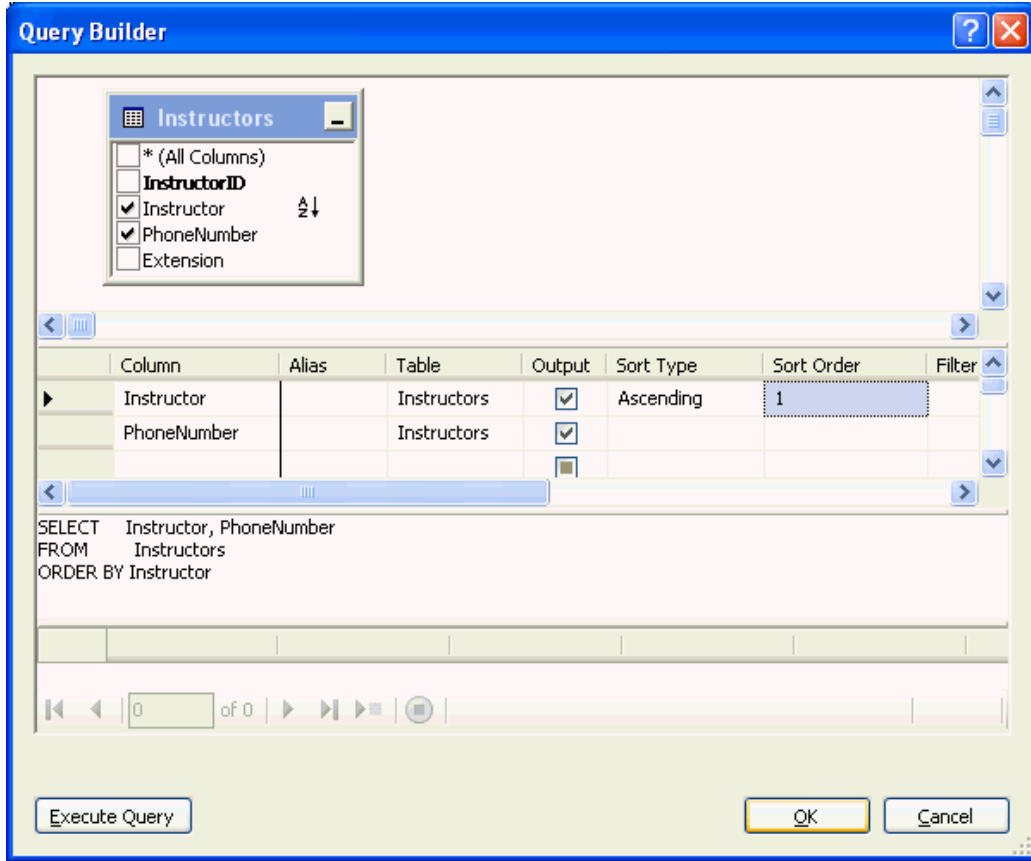 Query Builder
Instructors
* (All Columns)
InstructorID
Instructor
PhoneNumber
Extension
Column Alias Table Output Sort Type Sort Order Filter
Instructor Instructors Ascending 1
PhoneNumber Instructors
SELECT Instructor, PhoneNumber
FROM Instructors
ORDER BY Instructor
0 of 0
Execute Query OK Cancel